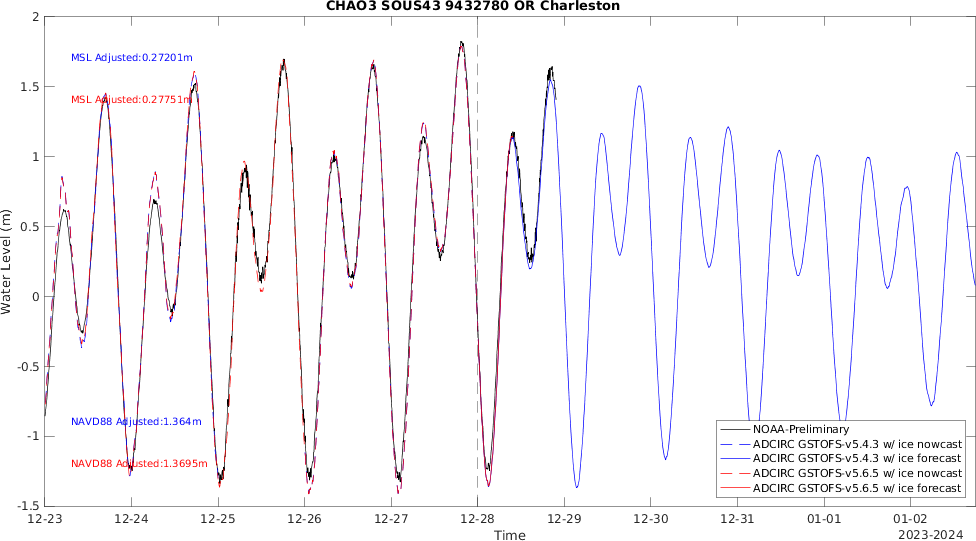 CHAO3 SOUS43 9432780 OR Charleston
2
1.5
1
0.5
0
-0.5
-1
-1.5
Water Level (m)
MSL Adjusted:0.27201m
MSL Adjusted:0.27751m
NAVD88 Adjusted:1.364m
NAVD88 Adjusted:1.3695m
NOAA-Preliminary
ADCIRC GSTOFS-v5.4.3 w/ ice nowcast
ADCIRC GSTOFS-v5.4.3 w/ ice forecast
ADCIRC GSTOFS-v5.6.5 w/ ice nowcast
ADCIRC GSTOFS-v5.6.5 w/ ice forecast
12-23 12-24 12-25 12-26 12-27 12-28 12-29 12-30 12-31 01-01 01-02
Time
2023-2024